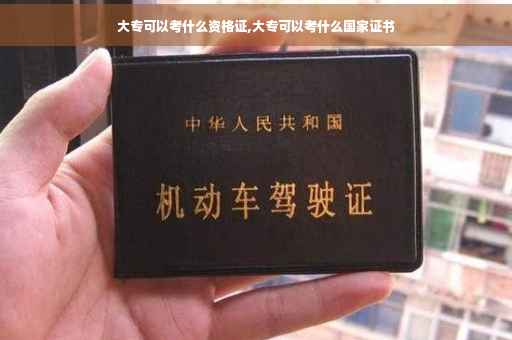 大专可以考什么资格证,大专可以考什么国家证书
中华人民共和国
机动车驾驶证